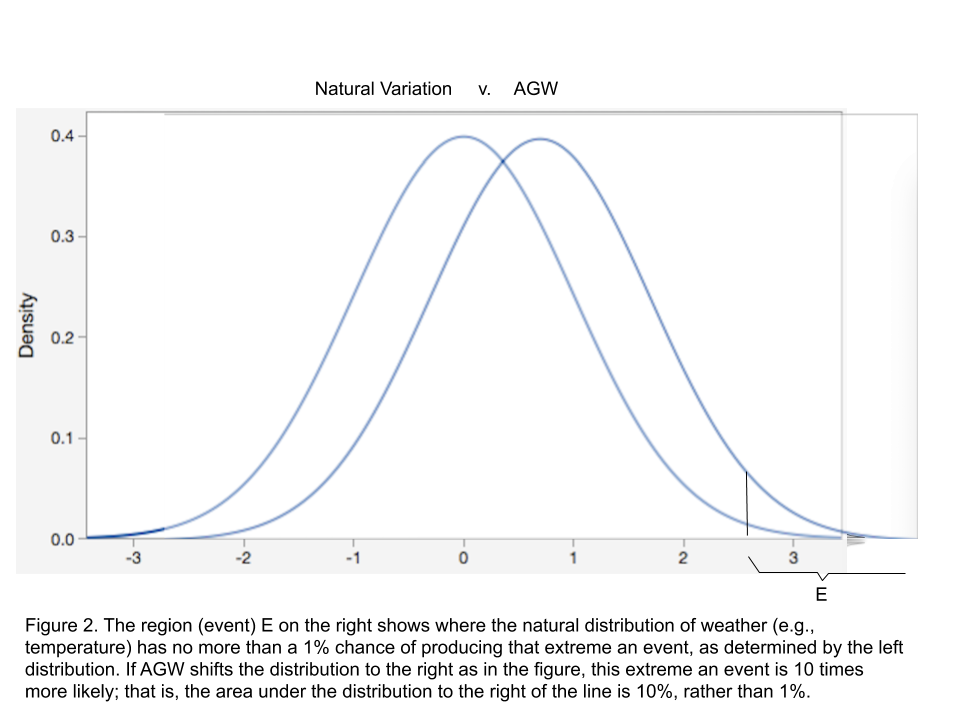 Natural Variation v. AGW
0.4
0.3
0.2
0.1
0.0
Density
-3 -2 -1 0 1 2 3
E
Figure 2. The region (event) E on the right shows where the natural distribution of weather (e.g.,
temperature) has no more than a 1% chance of producing that extreme an event, as determined by the left
distribution. If AGW shifts the distribution to the right as in the figure, this extreme an event is 10 times
more likely; that is, the area under the distribution to the right of the line is 10%, rather than 1%.